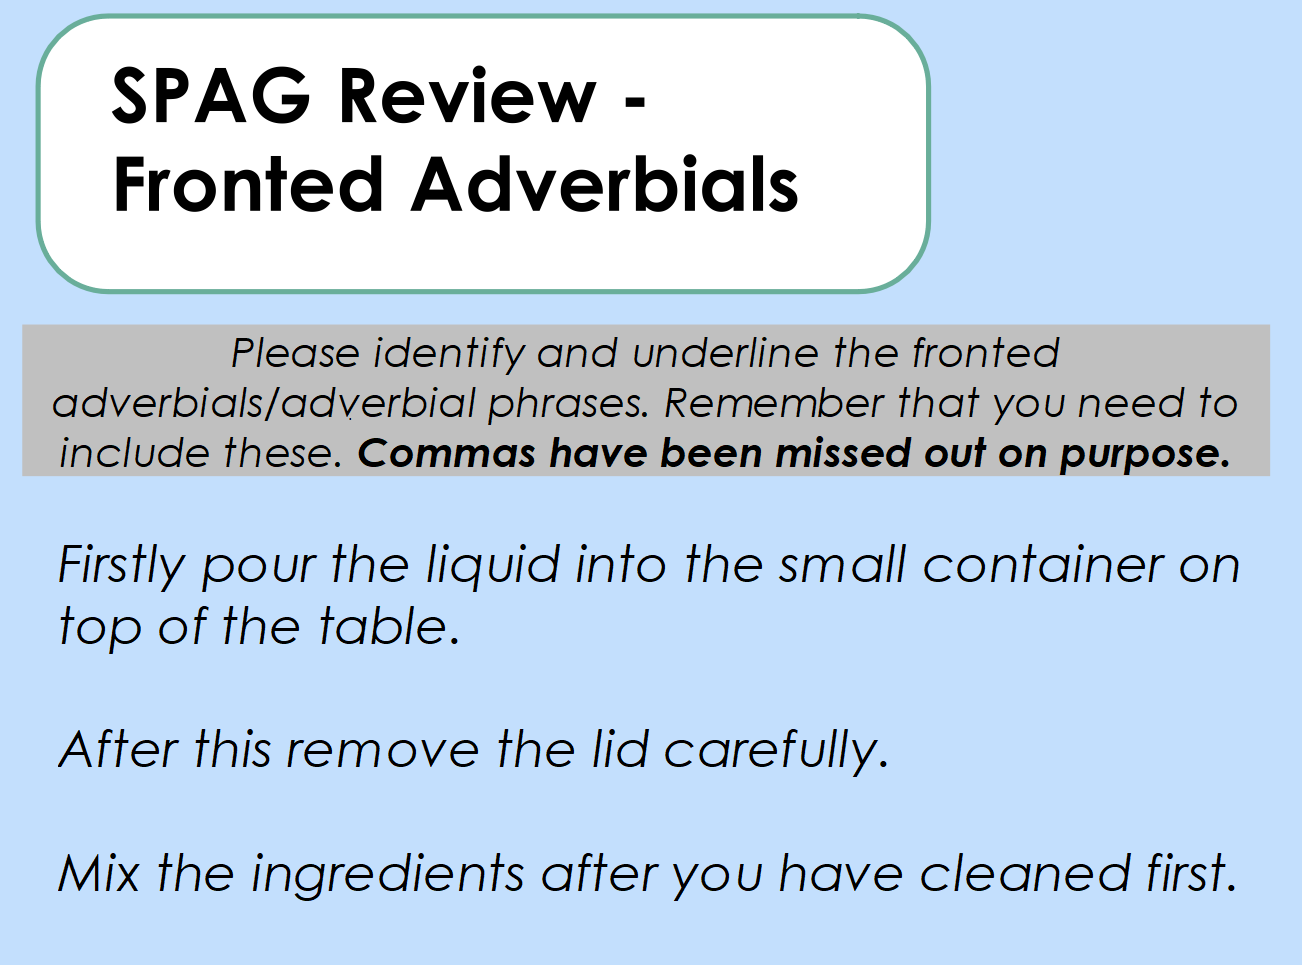 SPAG Review -
Fronted Adverbials
Please identify and underline the fronted
adverbials/adverbial phrases. Remember that you need to
include these. Commas have been missed out on purpose.
Firstly pour the liquid into the small container on
top of the table.
After this remove the lid carefully.
Mix the ingredients after you have cleaned first.